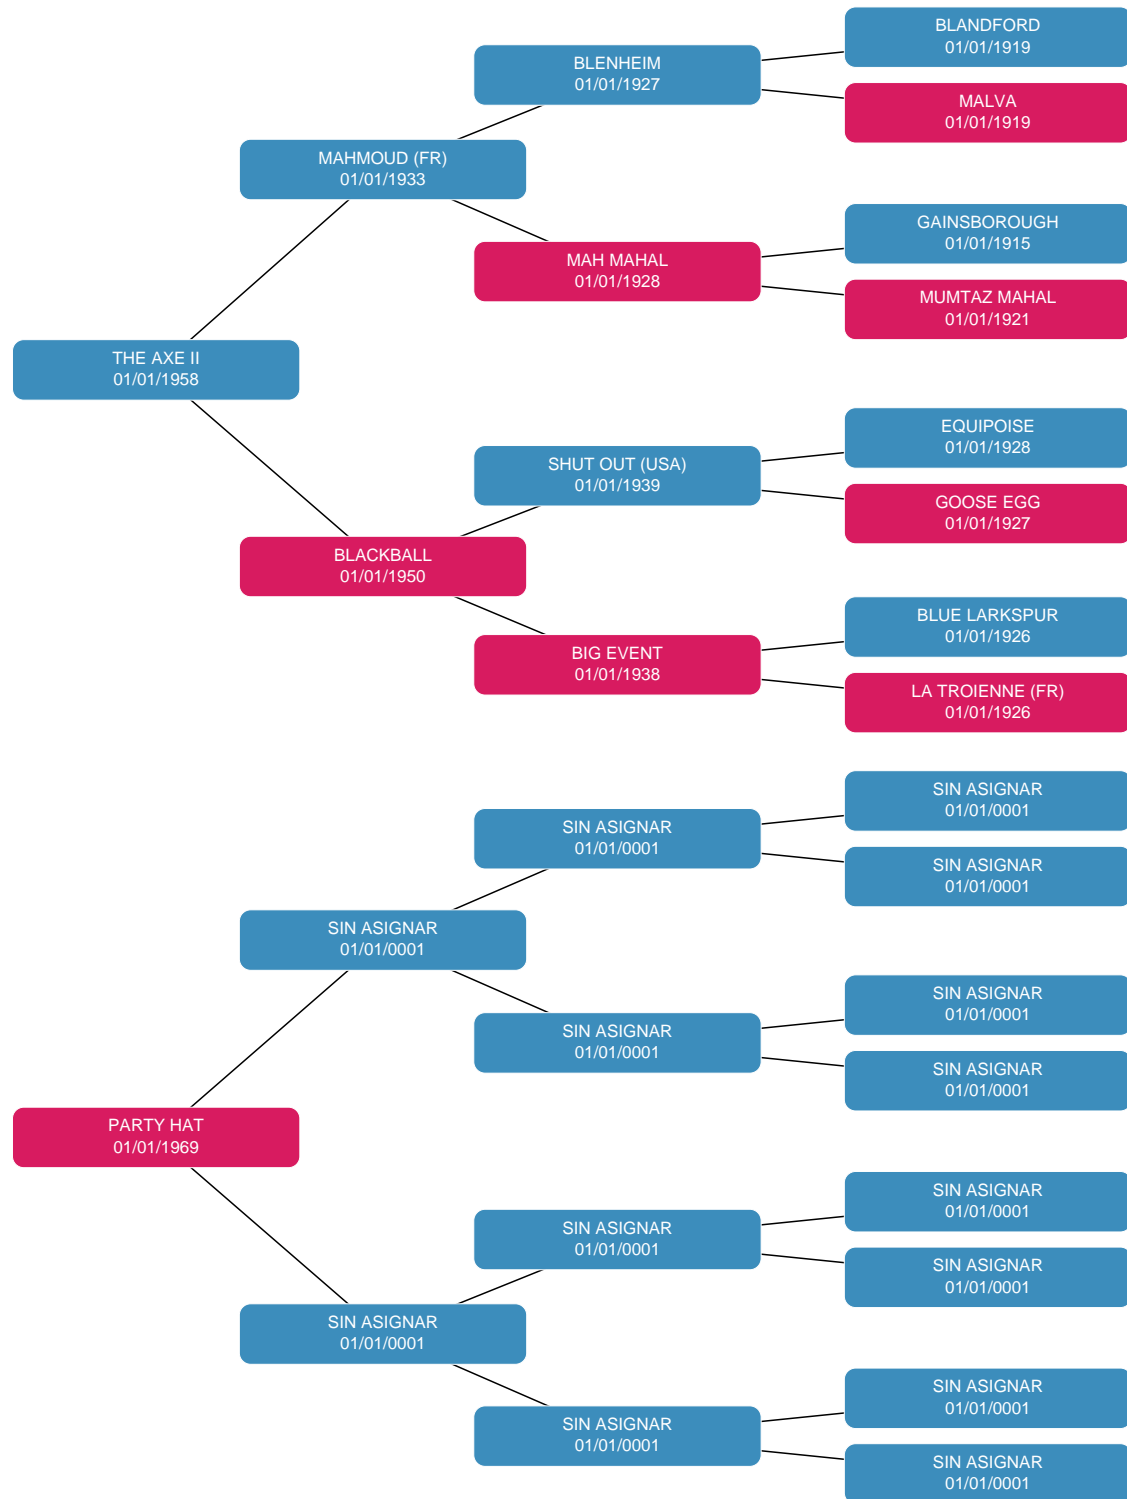 BLANDFORD
01/01/1919
BLENHEIM
01/01/1927
MALVA
01/01/1919
MAHMOUD (FR)
01/01/1933
GAINSBOROUGH
01/01/1915
MAH MAHAL
01/01/1928
MUMTAZ MAHAL
01/01/1921
THE AXE II
01/01/1958
EQUIPOISE
01/01/1928
SHUT OUT (USA)
01/01/1939
GOOSE EGG
01/01/1927
BLACKBALL
01/01/1950
BLUE LARKSPUR
01/01/1926
BIG EVENT
01/01/1938
LA TROIENNE (FR)
01/01/1926
SIN ASIGNAR
01/01/0001
SIN ASIGNAR
01/01/0001
SIN ASIGNAR
01/01/0001
SIN ASIGNAR
01/01/0001
SIN ASIGNAR
01/01/0001
SIN ASIGNAR
01/01/0001
SIN ASIGNAR
01/01/0001
PARTY HAT
01/01/1969
SIN ASIGNAR
01/01/0001
SIN ASIGNAR
01/01/0001
SIN ASIGNAR
01/01/0001
SIN ASIGNAR
01/01/0001
SIN ASIGNAR
01/01/0001
SIN ASIGNAR
01/01/0001
SIN ASIGNAR
01/01/0001